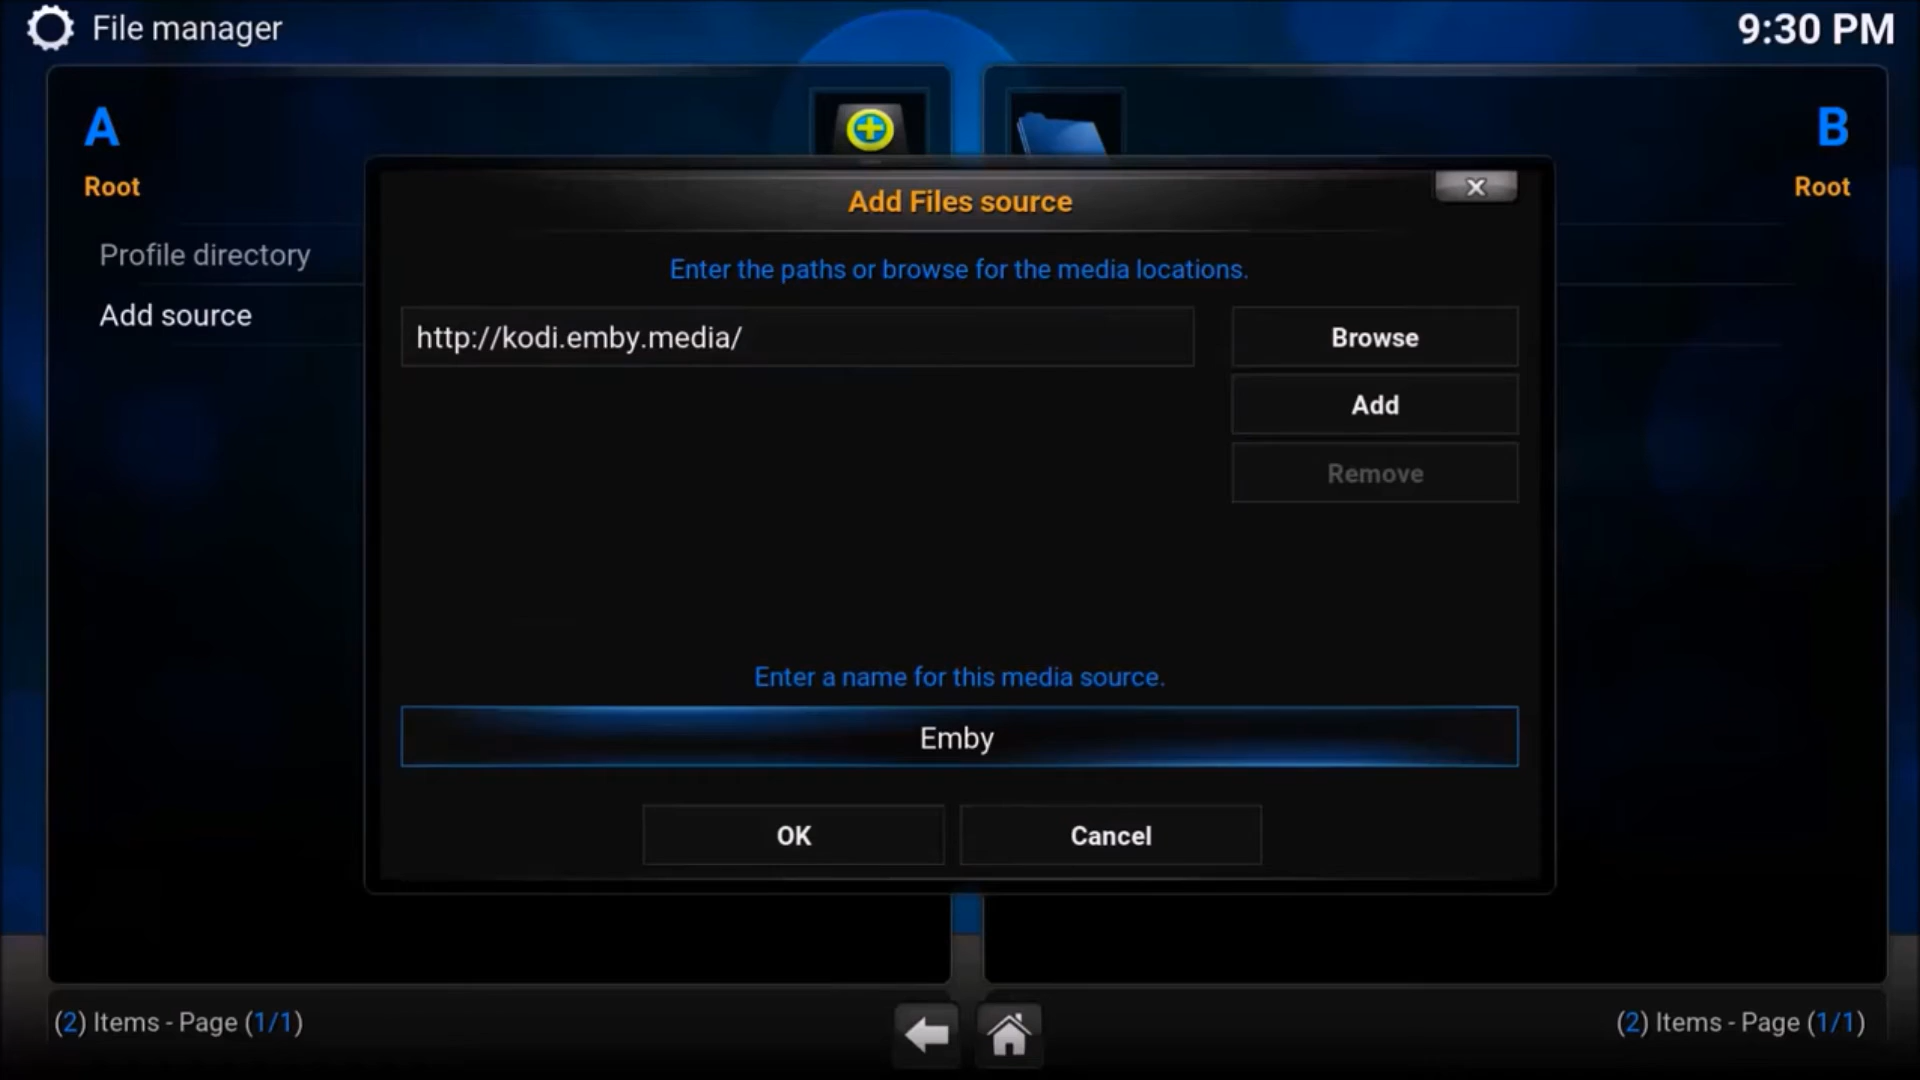 File manager
9:30 PM
A
B
Root
Root
Add Files source
Profile directory
Enter the paths or browse for the media locations.
Add source
http://kodi.emby.media/
Browse
Add
Remove
Enter a name for this media source.
Emby
OK
Cancel
(2) Items - Page (1/1)
(2) Items - Page (1/1)